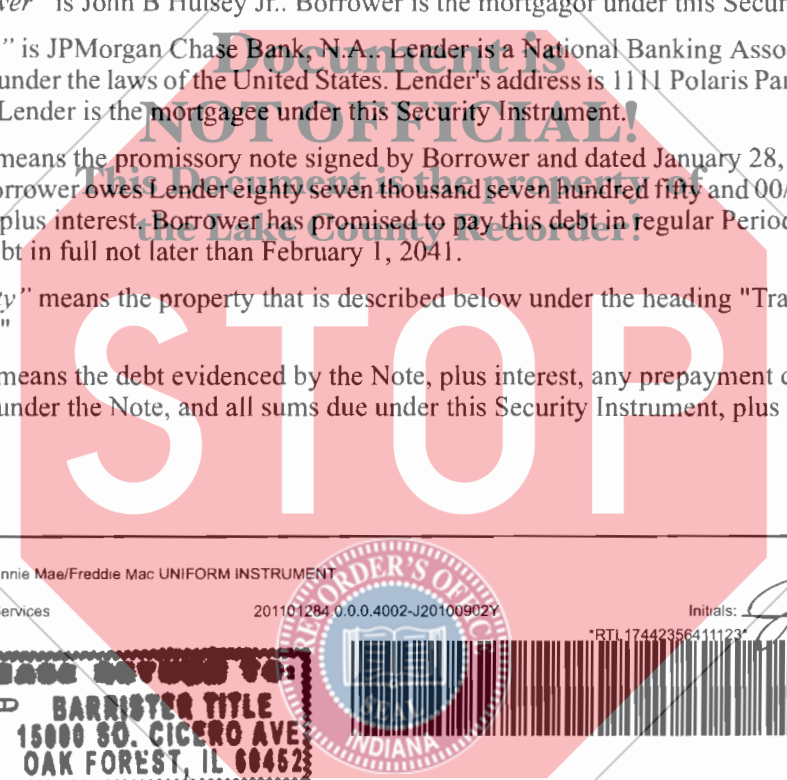 er" is John B Hulsey Jr.. Borrower is the mortgagor under this Secur
" is JPMorgan Chase Bank, N.A.. Lender is a National Banking Asso
under the laws of the United States. Lender's address is 1111 Polaris Par
Lender is the mortgagee under this Security Instrument.
Document is
NOT OFFICIAL!
This Document is the property of
the Lake County Recorder!
means the promissory note signed by Borrower and dated January 28,
orrower owes Lender eighty seven thousand seven hundred fifty and 00/
plus interest. Borrower has promised to pay this debt in regular Period
bt in full not later than February 1, 2041.
ty" means the property that is described below under the heading "Tra
"
means the debt evidenced by the Note, plus interest, any prepayment c
under the Note, and all sums due under this Security Instrument, plus
STOP
nnie Mae/Freddie Mac UNIFORM INSTRUMENT
Services 201101284.0.0.0.4002-J20100902Y Initials:
*RTL17442356411123*
RECORDER'S OFFICE
SEAL
INDIANA
BARRISTER TITLE
15000 SO. CICERO AVE
OAK FOREST, IL 60452